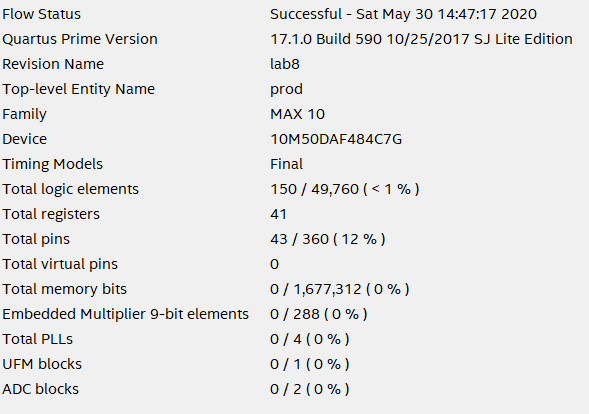 Flow Status Successful - Sat May 30 14:47:17 2020
Quartus Prime Version 17.1.0 Build 590 10/25/2017 SJ Lite Edition
Revision Name lab8
Top-level Entity Name prod
Family MAX 10
Device 10M50DAF484C7G
Timing Models Final
Total logic elements 150 / 49,760 ( < 1 % )
Total registers 41
Total pins 43 / 360 ( 12 % )
Total virtual pins 0
Total memory bits 0 / 1,677,312 ( 0 % )
Embedded Multiplier 9-bit elements 0 / 288 ( 0 % )
Total PLLs 0 / 4 ( 0 % )
UFM blocks 0 / 1 ( 0 % )
ADC blocks 0 / 2 ( 0 % )